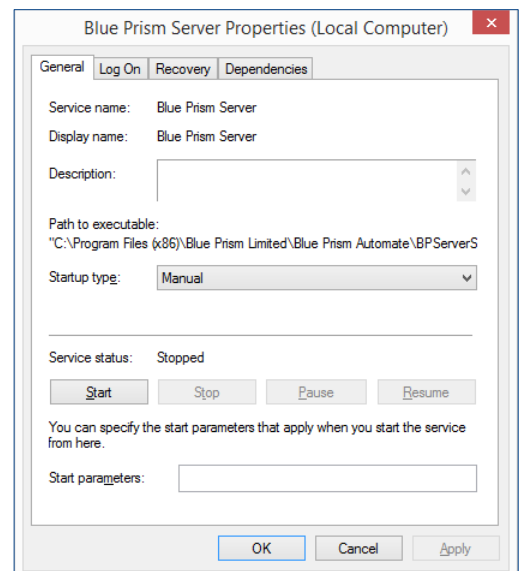 Blue Prism Server Properties (Local Computer)
General Log On Recovery Dependencies
Service name: Blue Prism Server
Display name: Blue Prism Server
Description:
Path to executable:
"C:\Program Files (x86)\Blue Prism Limited\Blue Prism Automate\BPServerS
Startup type: Manual
Service status: Stopped
Start Stop Pause Resume
You can specify the start parameters that apply when you start the service
from here.
Start parameters:
OK Cancel Apply